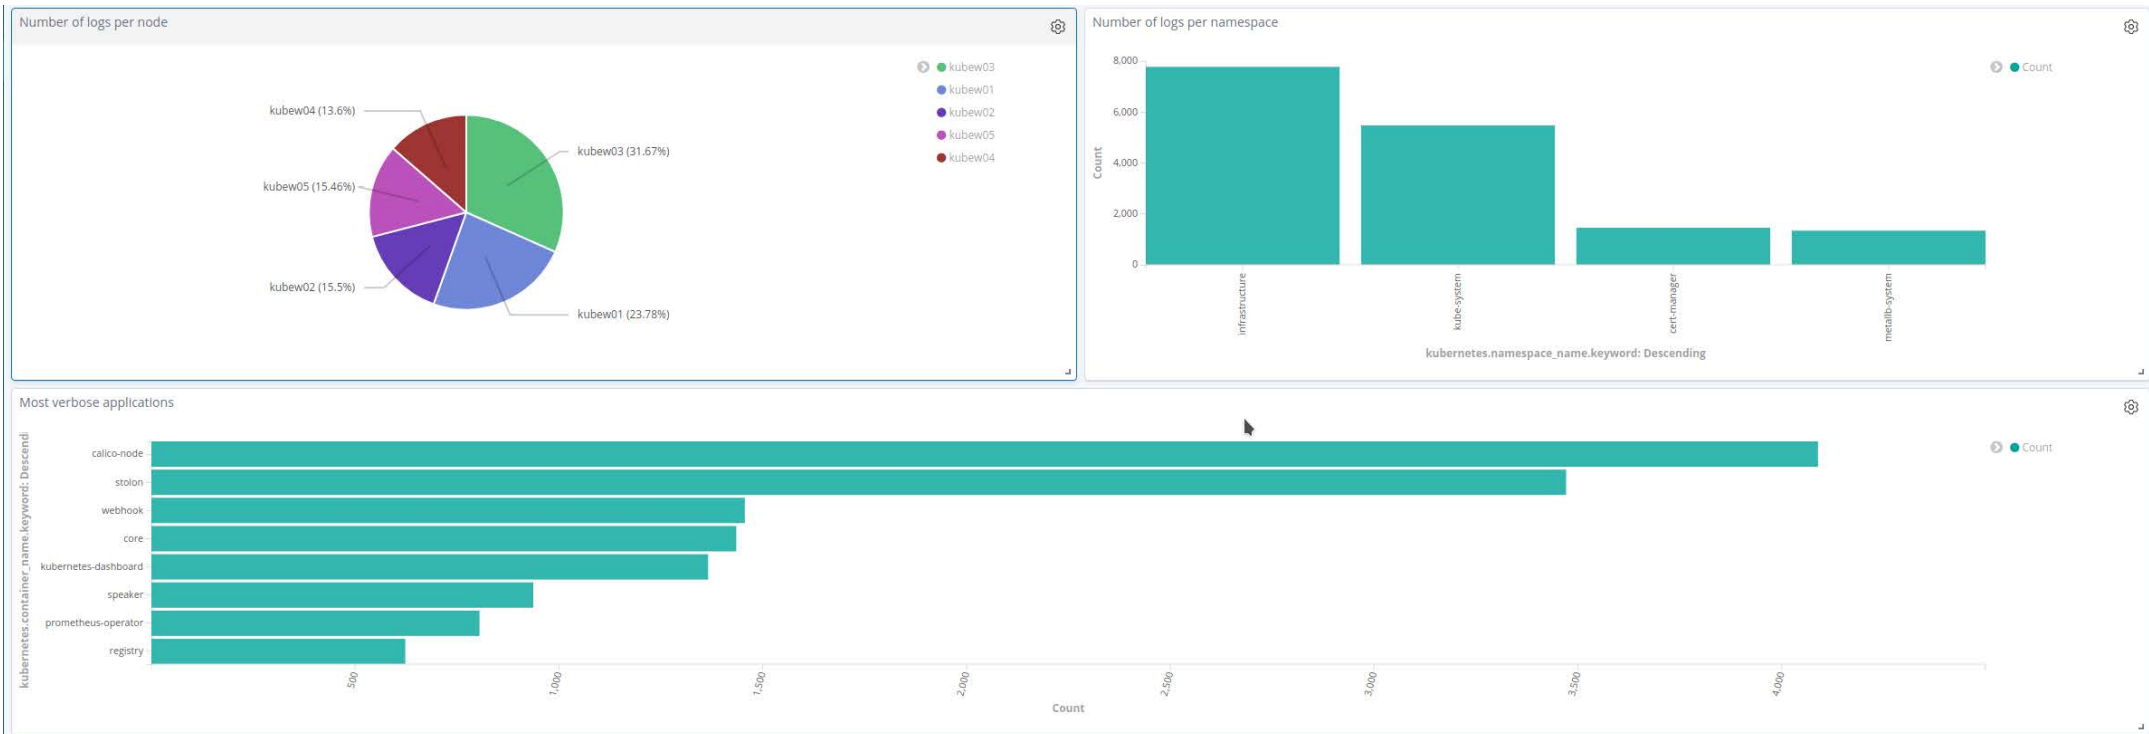 Number of logs per node
kubew03
kubew01
kubew02
kubew05
kubew04
kubew04 (13.6%)
kubew03 (31.67%)
kubew05 (15.46%)
kubew02 (15.5%)
kubew01 (23.78%)
Number of logs per namespace
Count
8,000
6,000
4,000
2,000
0
Count
infrastructure
kube-system
cert-manager
metallb-system
kubernetes.namespace_name.keyword: Descending
Most verbose applications
Count
kubernetes.container_name.keyword: Descendi
calico-node
stolon
webhook
core
kubernetes-dashboard
speaker
prometheus-operator
registry
500
1,000
1,500
2,000
2,500
3,000
3,500
4,000
Count